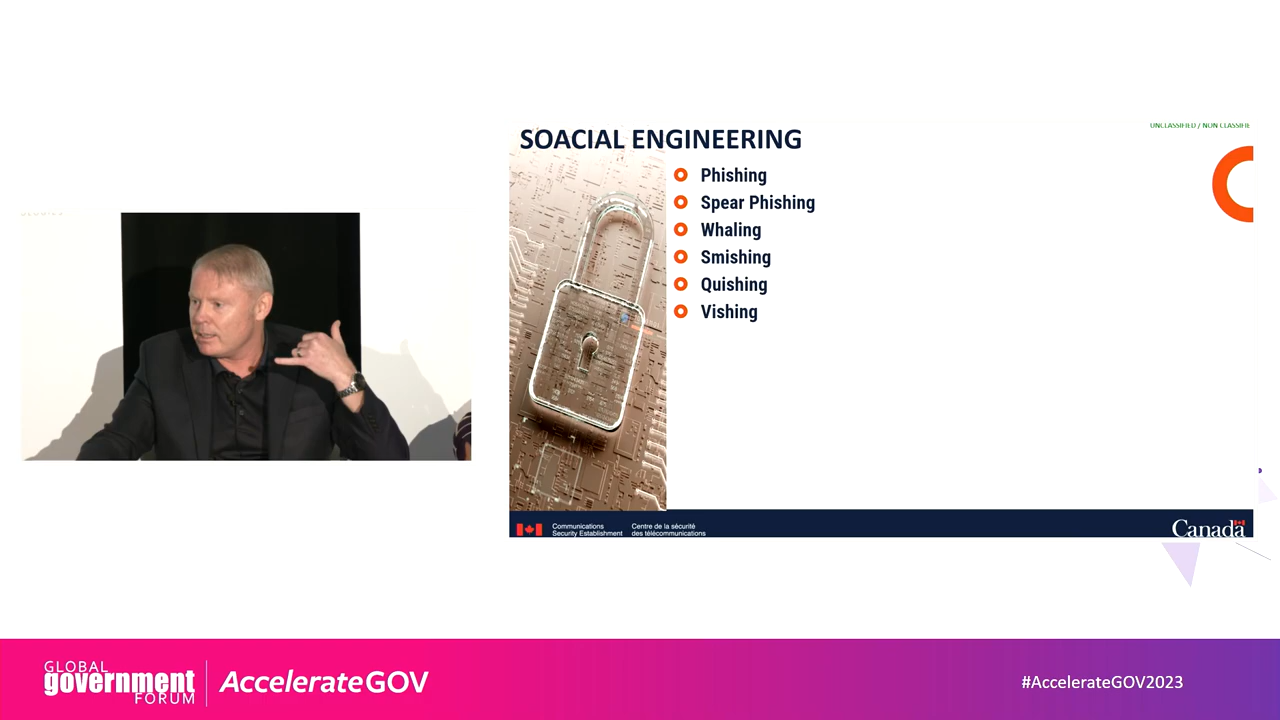 SOACIAL ENGINEERING
UNCLASSIFIED / NON CLASSIFIE
Phishing
Spear Phishing
Whaling
Smishing
Quishing
Vishing
Communications
Security Establishment
Centre de la sécurité
des télécommunications
Canada
GLOBAL
government
FORUM
AccelerateGOV
#AccelerateGOV2023